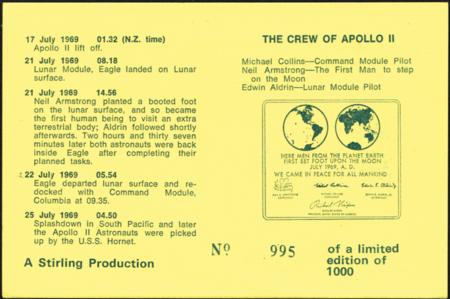 17 July 1969 01.32 (N.Z. time)
Apollo II lift off.
21 July 1969 08.18
Lunar Module, Eagle landed on Lunar
surface.
21 July 1969 14.56
Neil Armstrong planted a booted foot
on the lunar surface, and so became
the first human being to visit an extra
terrestrial body; Aldrin followed shortly
afterwards. Two hours and thirty seven
minutes later both astronauts were back
inside Eagle after completing their
planned tasks.
22 July 1969 05.54
Eagle departed lunar surface and re-
docked with Command Module,
Columbia at 09.35.
25 July 1969 04.50
Splashdown in South Pacific and later
the Apollo II Astronauts were picked
up by the U.S.S. Hornet.
A Stirling Production
THE CREW OF APOLLO II
Michael Collins—Command Module Pilot
Neil Armstrong—The First Man to step
on the Moon
Edwin Aldrin—Lunar Module Pilot
HERE MEN FROM THE PLANET EARTH
FIRST SET FOOT UPON THE MOON
JULY 1969, A. D.
WE CAME IN PEACE FOR ALL MANKIND
No 995 of a limited
edition of
1000